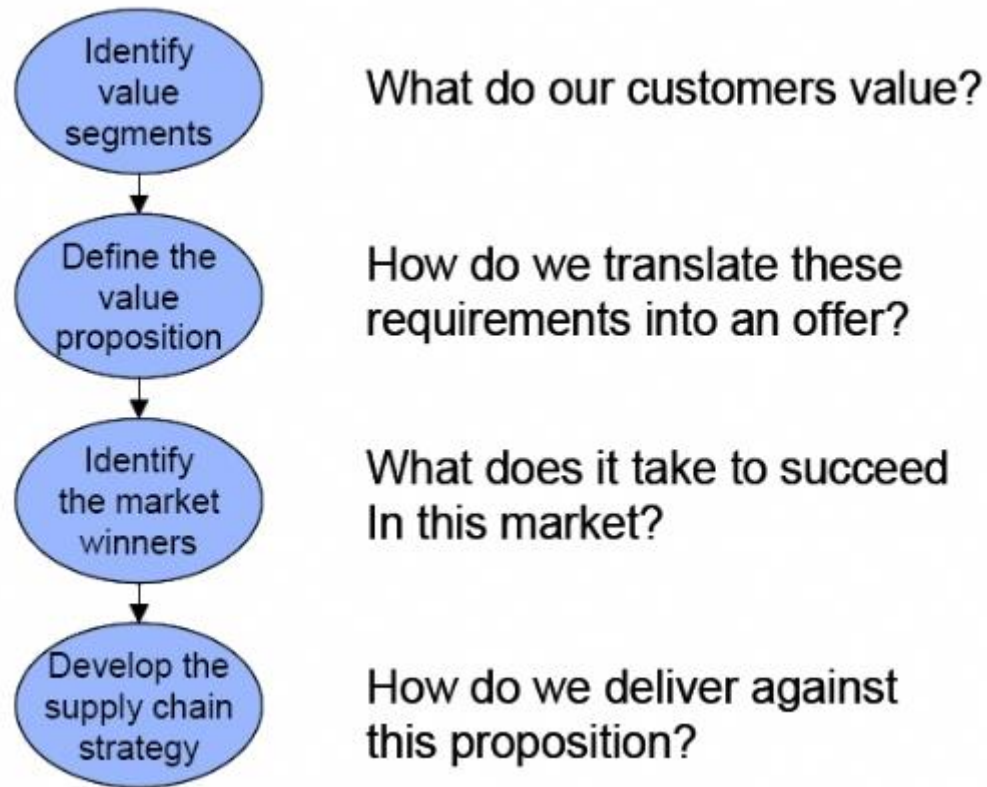 Identify
value
segments
What do our customers value?
Define the
value
proposition
How do we translate these
requirements into an offer?
Identify
the market
winners
What does it take to succeed
In this market?
Develop the
supply chain
strategy
How do we deliver against
this proposition?